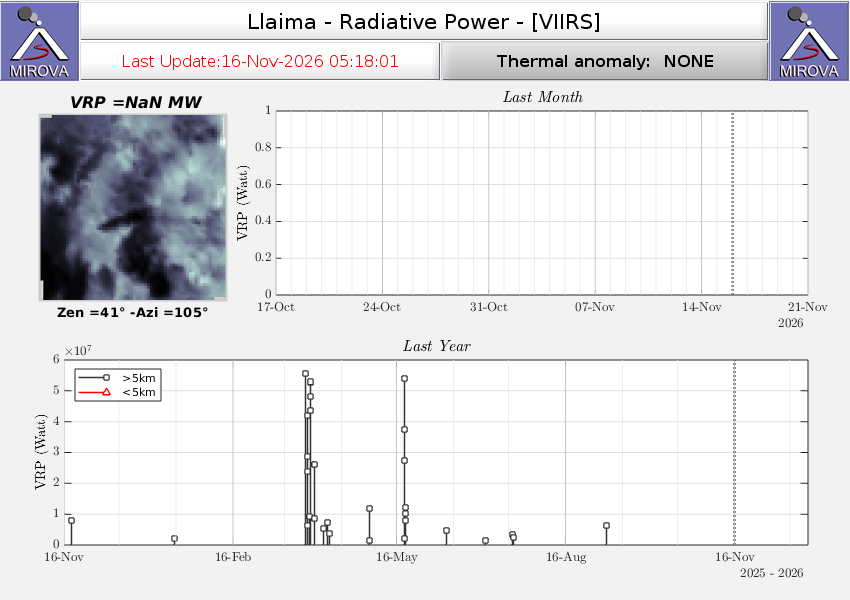 Llaima - Radiative Power - [VIIRS]
MIROVA
Last Update:16-Nov-2026 05:18:01
Thermal anomaly: NONE
MIROVA
VRP =NaN MW
Zen =41° -Azi =105°
Last Month
VRP (Watt)
1
0.8
0.6
0.4
0.2
0
17-Oct 24-Oct 31-Oct 07-Nov 14-Nov 21-Nov
2026
Last Year
×10⁷
VRP (Watt)
6
5
4
3
2
1
0
>5km
<5km
16-Nov 16-Feb 16-May 16-Aug 16-Nov
2025 - 2026